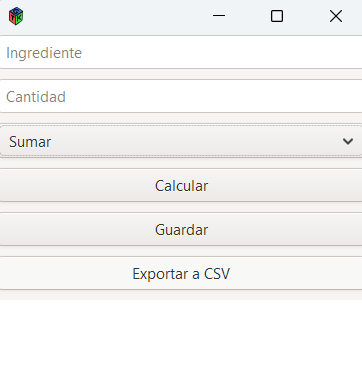 Ingrediente
Cantidad
Sumar
Calcular
Guardar
Exportar a CSV